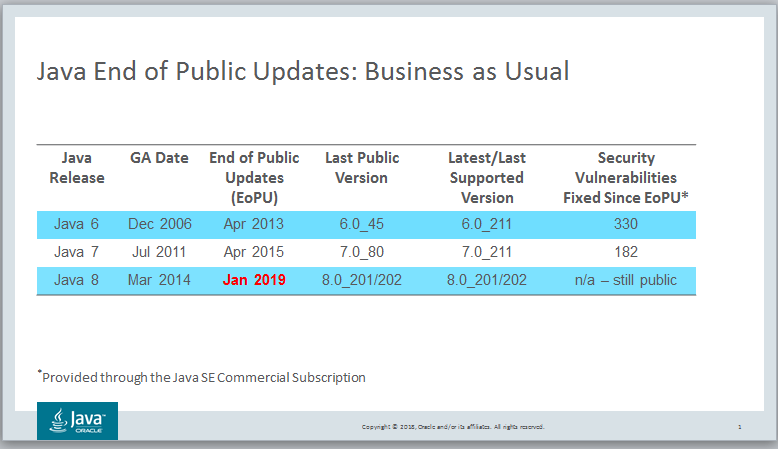 Java End of Public Updates: Business as Usual
Java Release GA Date End of Public Updates (EoPU) Last Public Version Latest/Last Supported Version Security Vulnerabilities Fixed Since EoPU*
Java 6 Dec 2006 Apr 2013 6.0_45 6.0_211 330
Java 7 Jul 2011 Apr 2015 7.0_80 7.0_211 182
Java 8 Mar 2014 Jan 2019 8.0_201/202 8.0_201/202 n/a – still public
*Provided through the Java SE Commercial Subscription
Java™
ORACLE
Copyright © 2018, Oracle and/or its affiliates. All rights reserved.
1